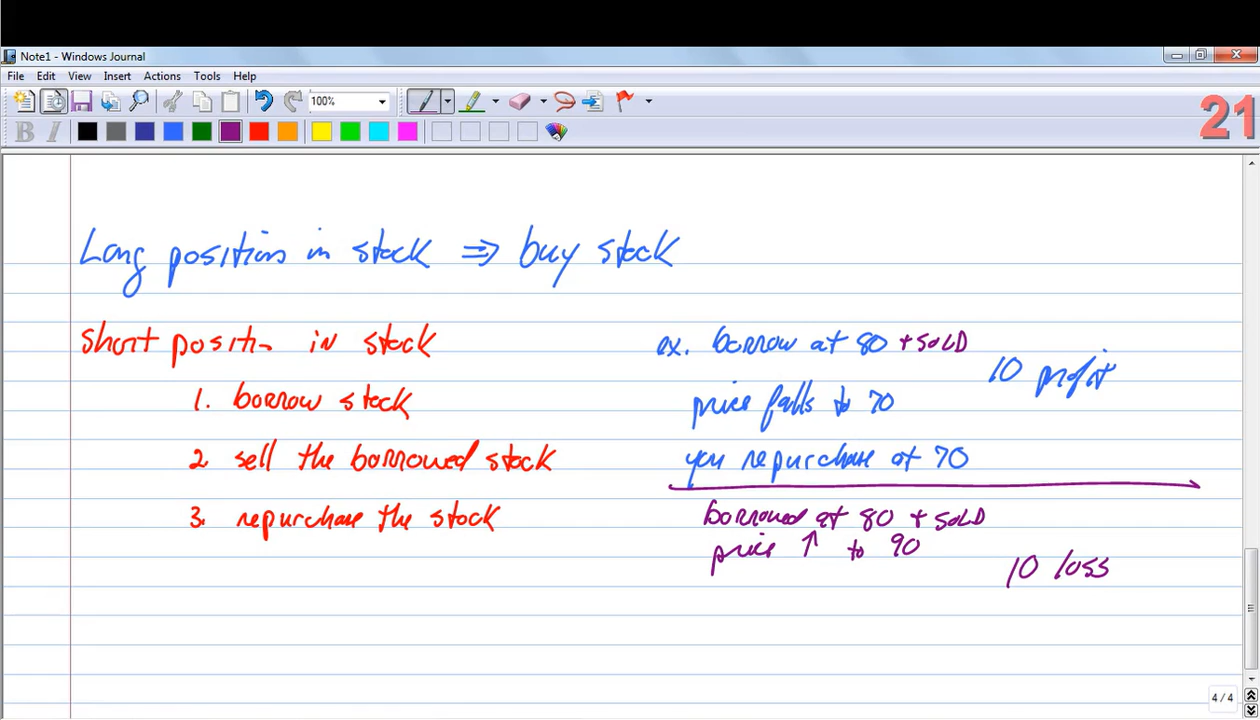 Note1 - Windows Journal
File Edit View Insert Actions Tools Help
100%
B I
21
Long position in stock ⇒ buy stock
Short position in stock
1. borrow stock
2. sell the borrowed stock
3. repurchase the stock
ex. borrow at 80 + SOLD
price falls to 70
10 profit
you repurchase at 70
borrowed at 80 + SOLD
price ↑ to 90
10 loss
4 / 4